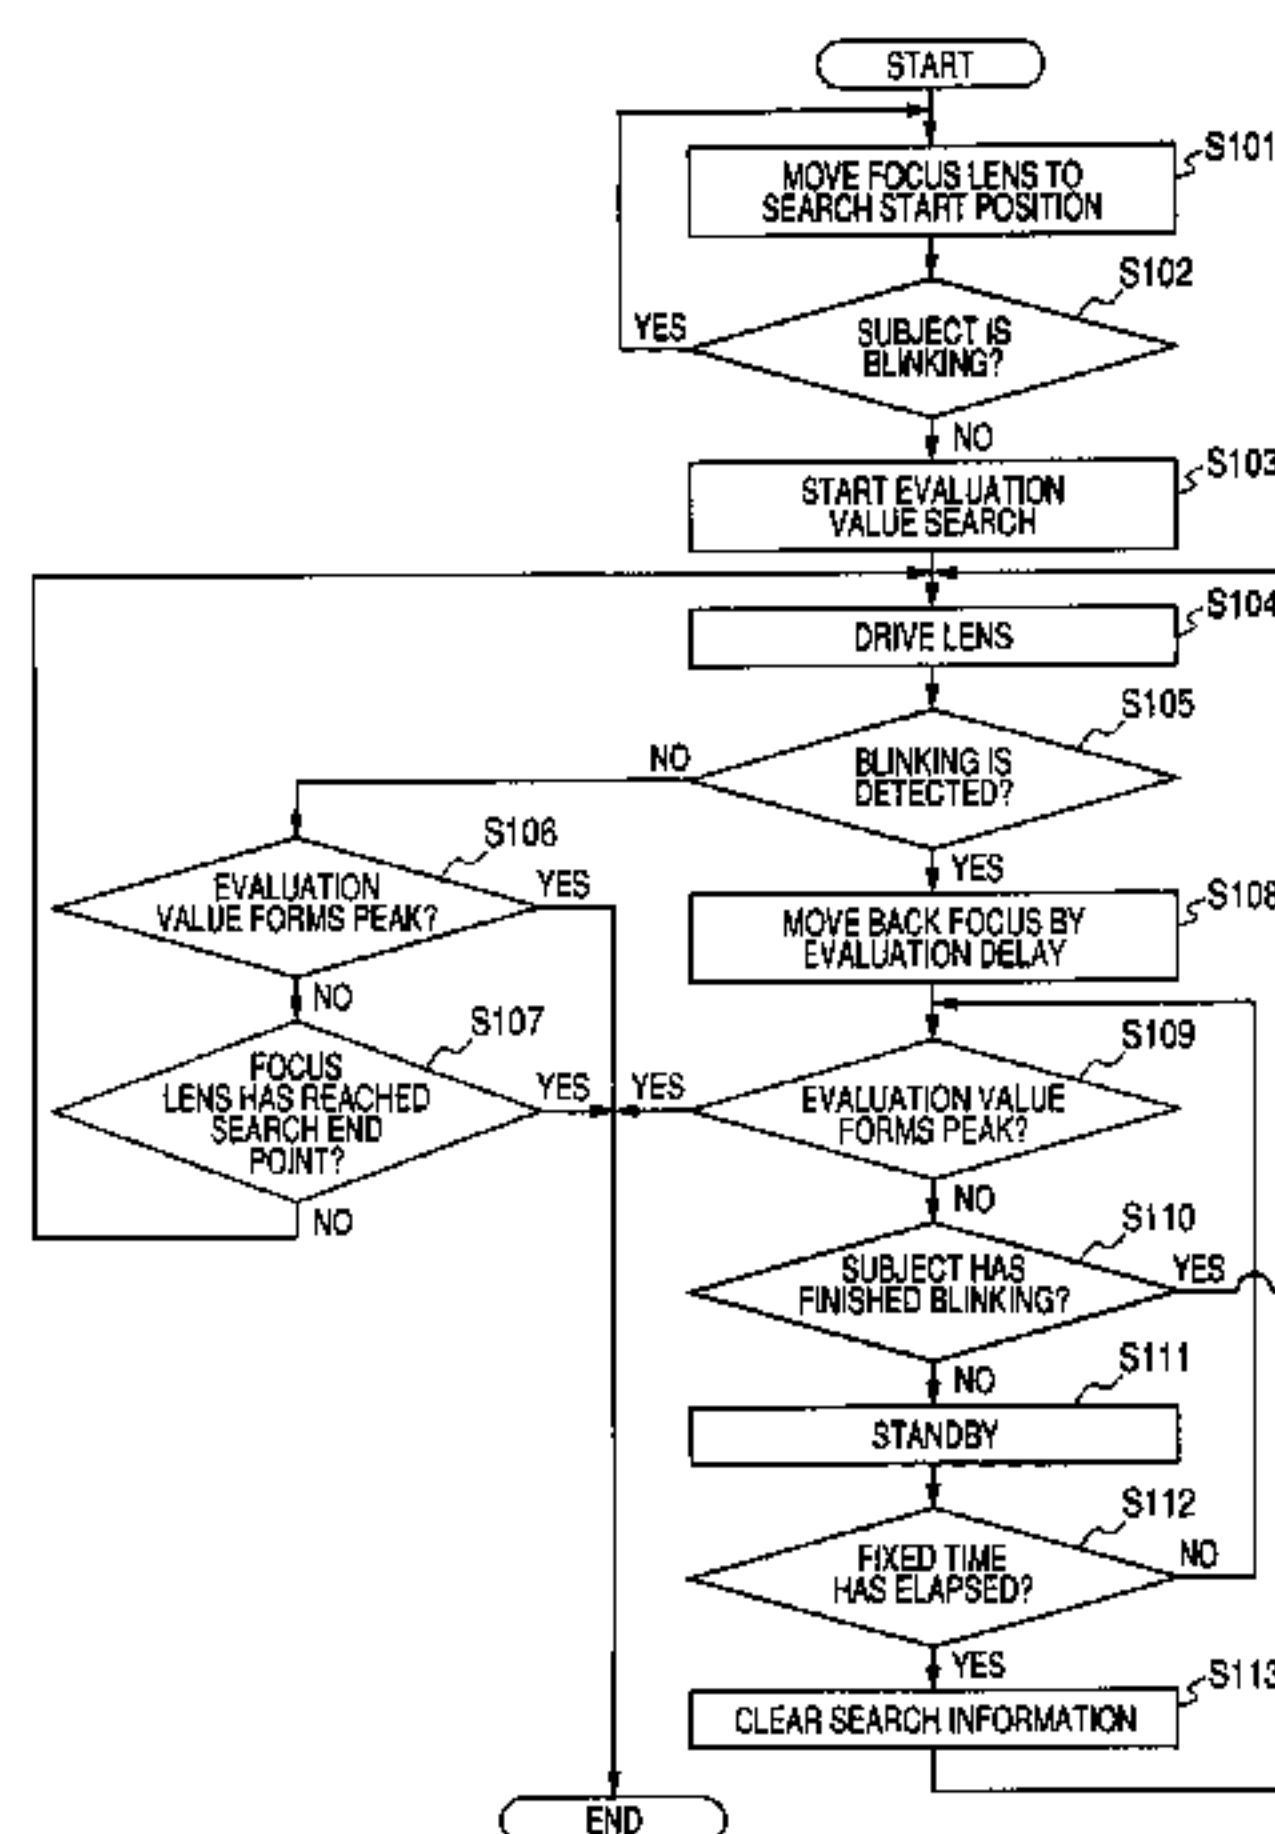 START
S101
MOVE FOCUS LENS TO
SEARCH START POSITION
S102
SUBJECT IS
BLINKING?
YES
NO
S103
START EVALUATION
VALUE SEARCH
S104
DRIVE LENS
S105
BLINKING IS
DETECTED?
NO
YES
S106
EVALUATION
VALUE FORMS PEAK?
YES
NO
S107
FOCUS
LENS HAS REACHED
SEARCH END
POINT?
YES
NO
S108
MOVE BACK FOCUS BY
EVALUATION DELAY
S109
EVALUATION VALUE
FORMS PEAK?
YES
NO
S110
SUBJECT HAS
FINISHED BLINKING?
YES
NO
S111
STANDBY
S112
FIXED TIME
HAS ELAPSED?
NO
YES
S113
CLEAR SEARCH INFORMATION
END